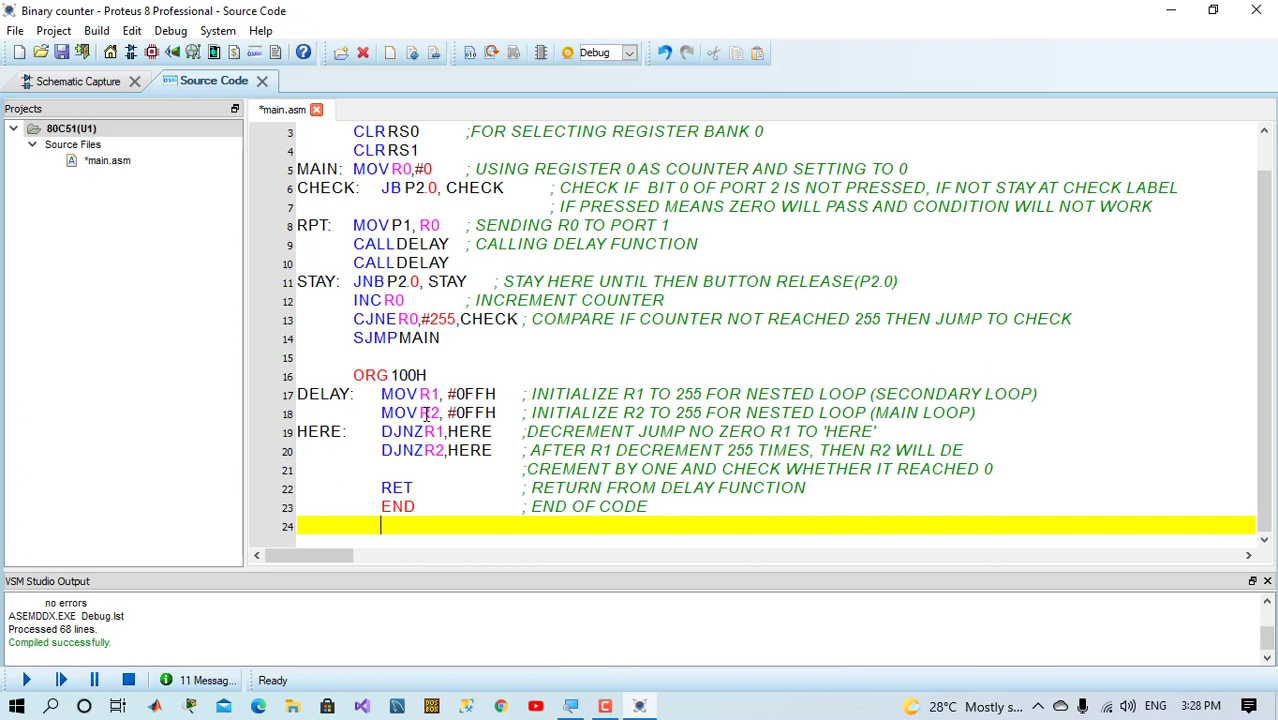 Binary counter - Proteus 8 Professional - Source Code
File Project Build Edit Debug System Help
Debug
Schematic Capture Source Code
Projects
80C51(U1)
Source Files
*main.asm
*main.asm
3 CLR RS0 ;FOR SELECTING REGISTER BANK 0
4 CLR RS1
5 MAIN: MOV R0,#0 ; USING REGISTER 0 AS COUNTER AND SETTING TO 0
6 CHECK: JB P2.0, CHECK ; CHECK IF BIT 0 OF PORT 2 IS NOT PRESSED, IF NOT STAY AT CHECK LABEL
7 ; IF PRESSED MEANS ZERO WILL PASS AND CONDITION WILL NOT WORK
8 RPT: MOV P1, R0 ; SENDING R0 TO PORT 1
9 CALL DELAY ; CALLING DELAY FUNCTION
10 CALL DELAY
11 STAY: JNB P2.0, STAY ; STAY HERE UNTIL THEN BUTTON RELEASE(P2.0)
12 INC R0 ; INCREMENT COUNTER
13 CJNE R0,#255,CHECK ; COMPARE IF COUNTER NOT REACHED 255 THEN JUMP TO CHECK
14 SJMP MAIN
15
16 ORG 100H
17 DELAY: MOV R1, #0FFH ; INITIALIZE R1 TO 255 FOR NESTED LOOP (SECONDARY LOOP)
18 MOV R2, #0FFH ; INITIALIZE R2 TO 255 FOR NESTED LOOP (MAIN LOOP)
19 HERE: DJNZ R1,HERE ;DECREMENT JUMP NO ZERO R1 TO 'HERE'
20 DJNZ R2,HERE ; AFTER R1 DECREMENT 255 TIMES, THEN R2 WILL DE
21 ;CREMENT BY ONE AND CHECK WHETHER IT REACHED 0
22 RET ; RETURN FROM DELAY FUNCTION
23 END ; END OF CODE
24
VSM Studio Output
no errors
ASEMDDX.EXE Debug.lst
Processed 68 lines.
Compiled successfully.
11 Messag... Ready
28°C Mostly s... ENG 3:28 PM